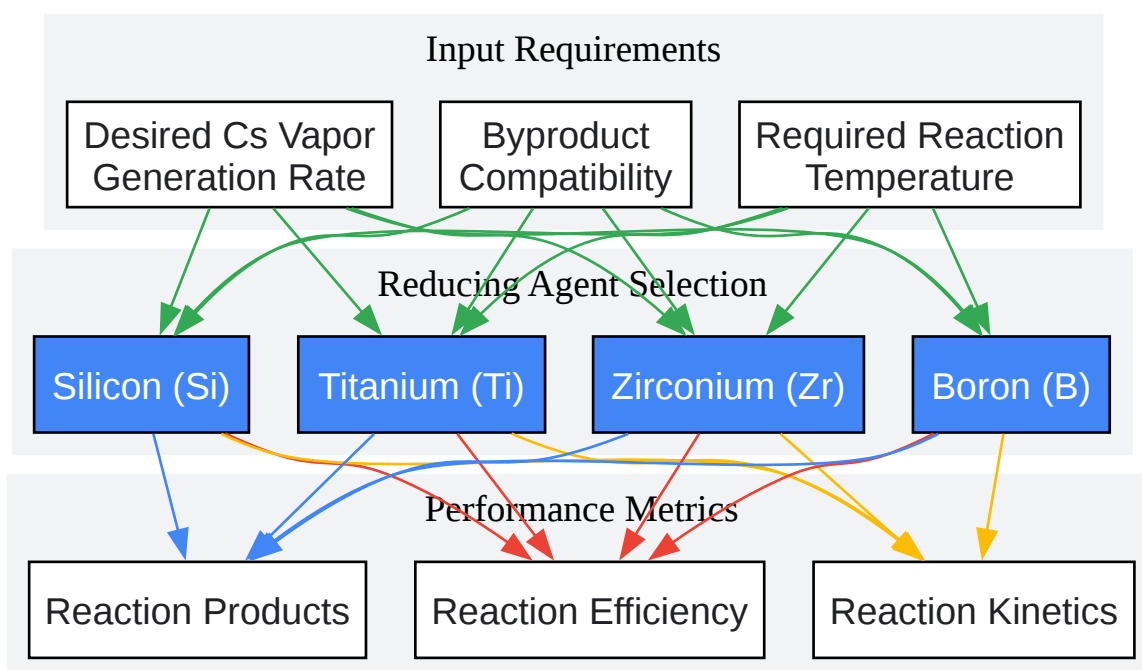 Input Requirements
Desired Cs Vapor
Generation Rate
Byproduct
Compatibility
Required Reaction
Temperature
Reducing Agent Selection
Silicon (Si)
Titanium (Ti)
Zirconium (Zr)
Boron (B)
Performance Metrics
Reaction Products
Reaction Efficiency
Reaction Kinetics